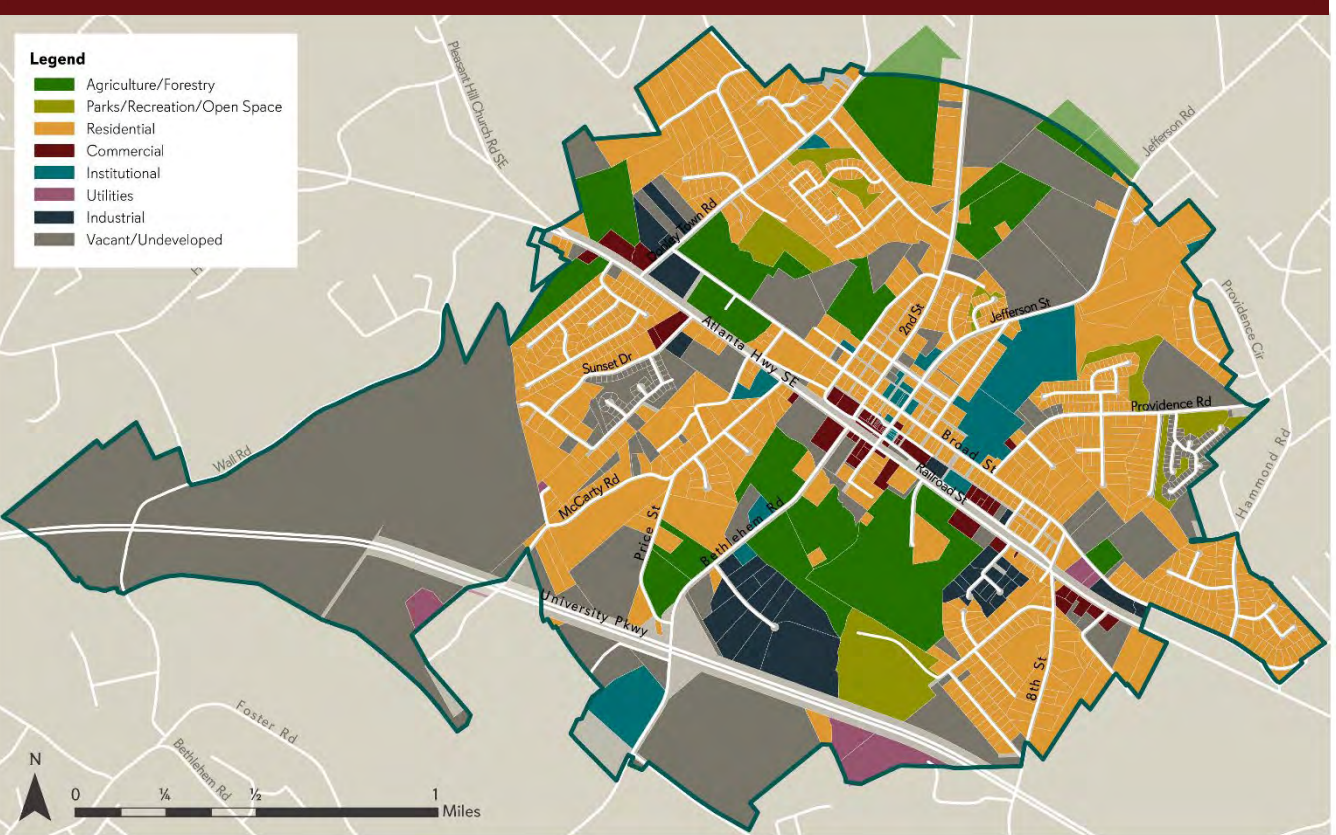 Legend
Agriculture/Forestry
Parks/Recreation/Open Space
Residential
Commercial
Institutional
Utilities
Industrial
Vacant/Undeveloped
Pleasant Hill Church Rd SE
Jefferson Rd
Town Rd
Providence Cir
2nd St
Jefferson St
Atlanta Hwy SE
Sunset Dr
Providence Rd
Broad St
Wall Rd
Railroad St
Hammond Rd
McCarty Rd
Price St
Bethlehem Rd
University Pkwy
8th St
Foster Rd
Bethlehem Rd
N
0 ¼ ½ 1
Miles